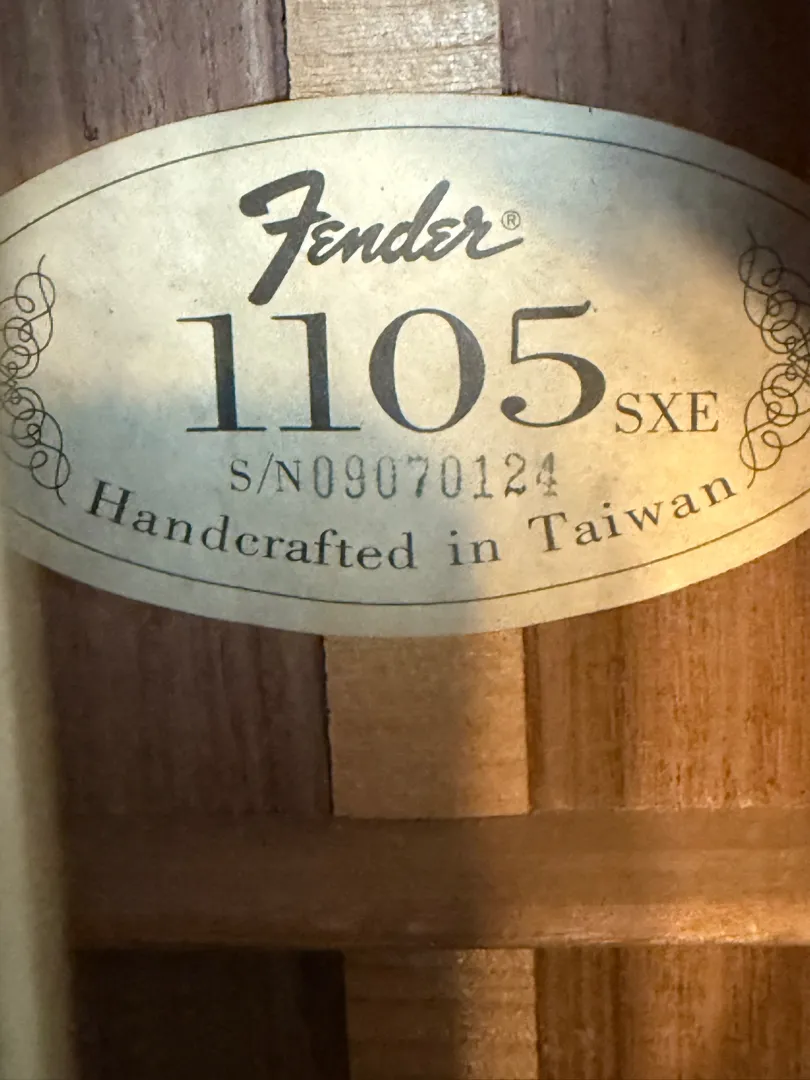 Fender®
1105 SXE
S/N09070124
Handcrafted in Taiwan